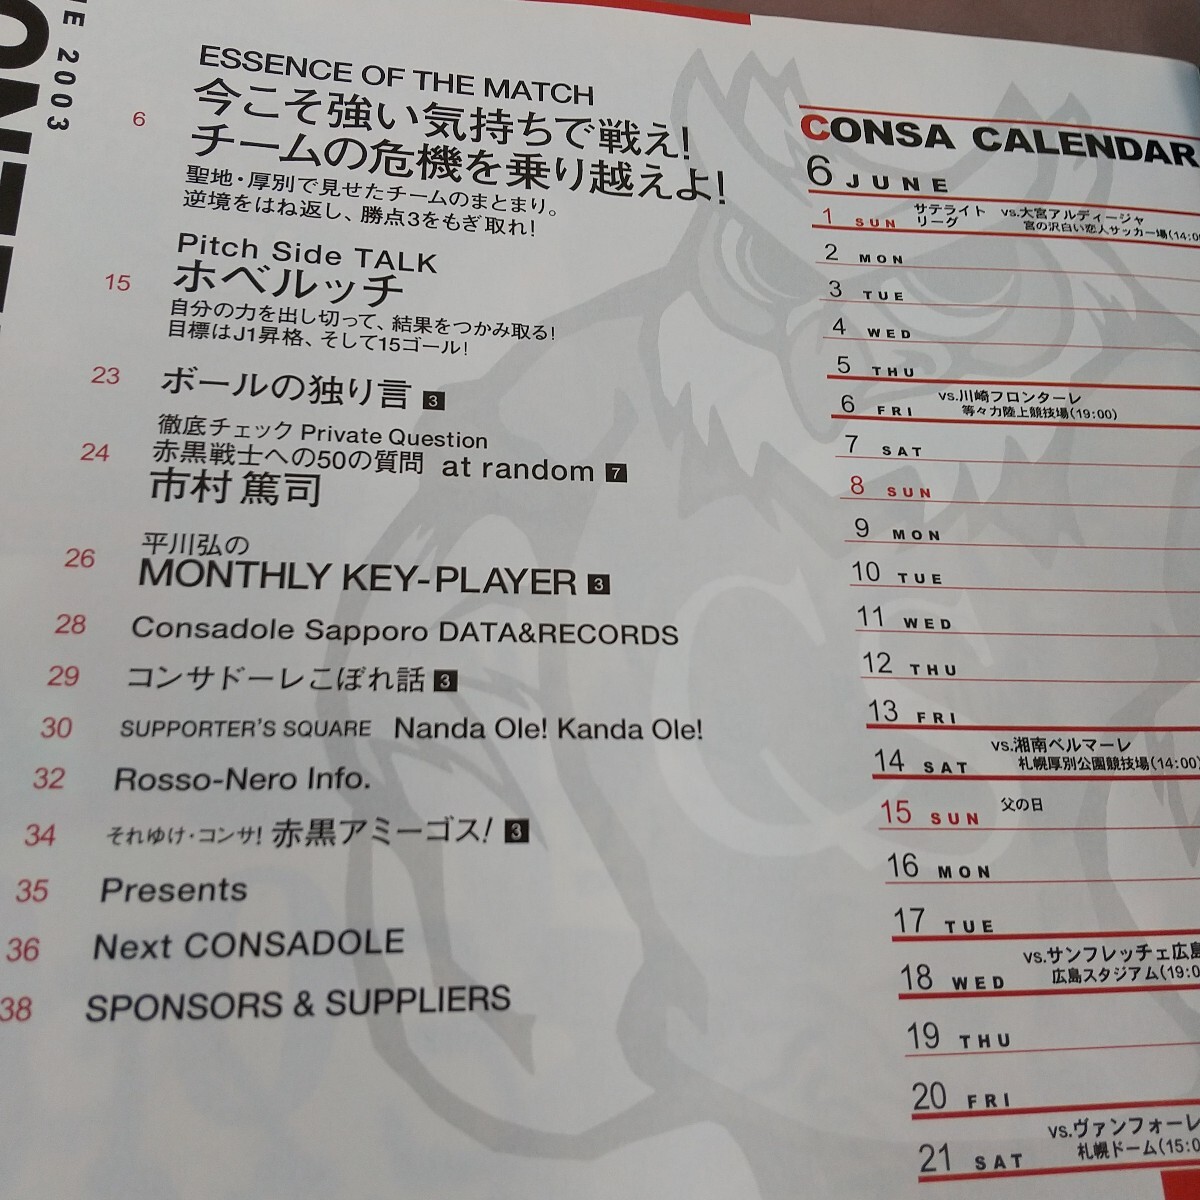 NE 2003
ESSENCE OF THE MATCH
6 今こそ強い気持ちで戦え!
チームの危機を乗り越えよ!
聖地・厚別で見せたチームのまとまり。
逆境をはね返し、勝点3をもぎ取れ!
Pitch Side TALK
15 ホベルッチ
自分の力を出し切って、結果をつかみ取る!
目標はJ1昇格、そして15ゴール!
23 ボールの独り言 3
徹底チェック Private Question
24 赤黒戦士への50の質問 at random 7
市村 篤司
平川弘の
26 MONTHLY KEY-PLAYER 3
28 Consadole Sapporo DATA&RECORDS
29 コンサドーレこぼれ話 3
30 SUPPORTER'S SQUARE Nanda Ole! Kanda Ole!
32 Rosso-Nero Info.
34 それゆけ・コンサ! 赤黒アミーゴス! 3
35 Presents
36 Next CONSADOLE
38 SPONSORS & SUPPLIERS
CONSA CALENDAR
6 JUNE
1 SUN サテライトリーグ vs.大宮アルディージャ
宮の沢白い恋人サッカー場(14:00
2 MON
3 TUE
4 WED
5 THU
6 FRI vs.川崎フロンターレ
等々力陸上競技場(19:00)
7 SAT
8 SUN
9 MON
10 TUE
11 WED
12 THU
13 FRI
14 SAT vs.湘南ベルマーレ
札幌厚別公園競技場(14:00)
15 SUN 父の日
16 MON
17 TUE
18 WED vs.サンフレッチェ広島
広島スタジアム(19:0
19 THU
20 FRI
21 SAT vs.ヴァンフォーレ
札幌ドーム(15:0